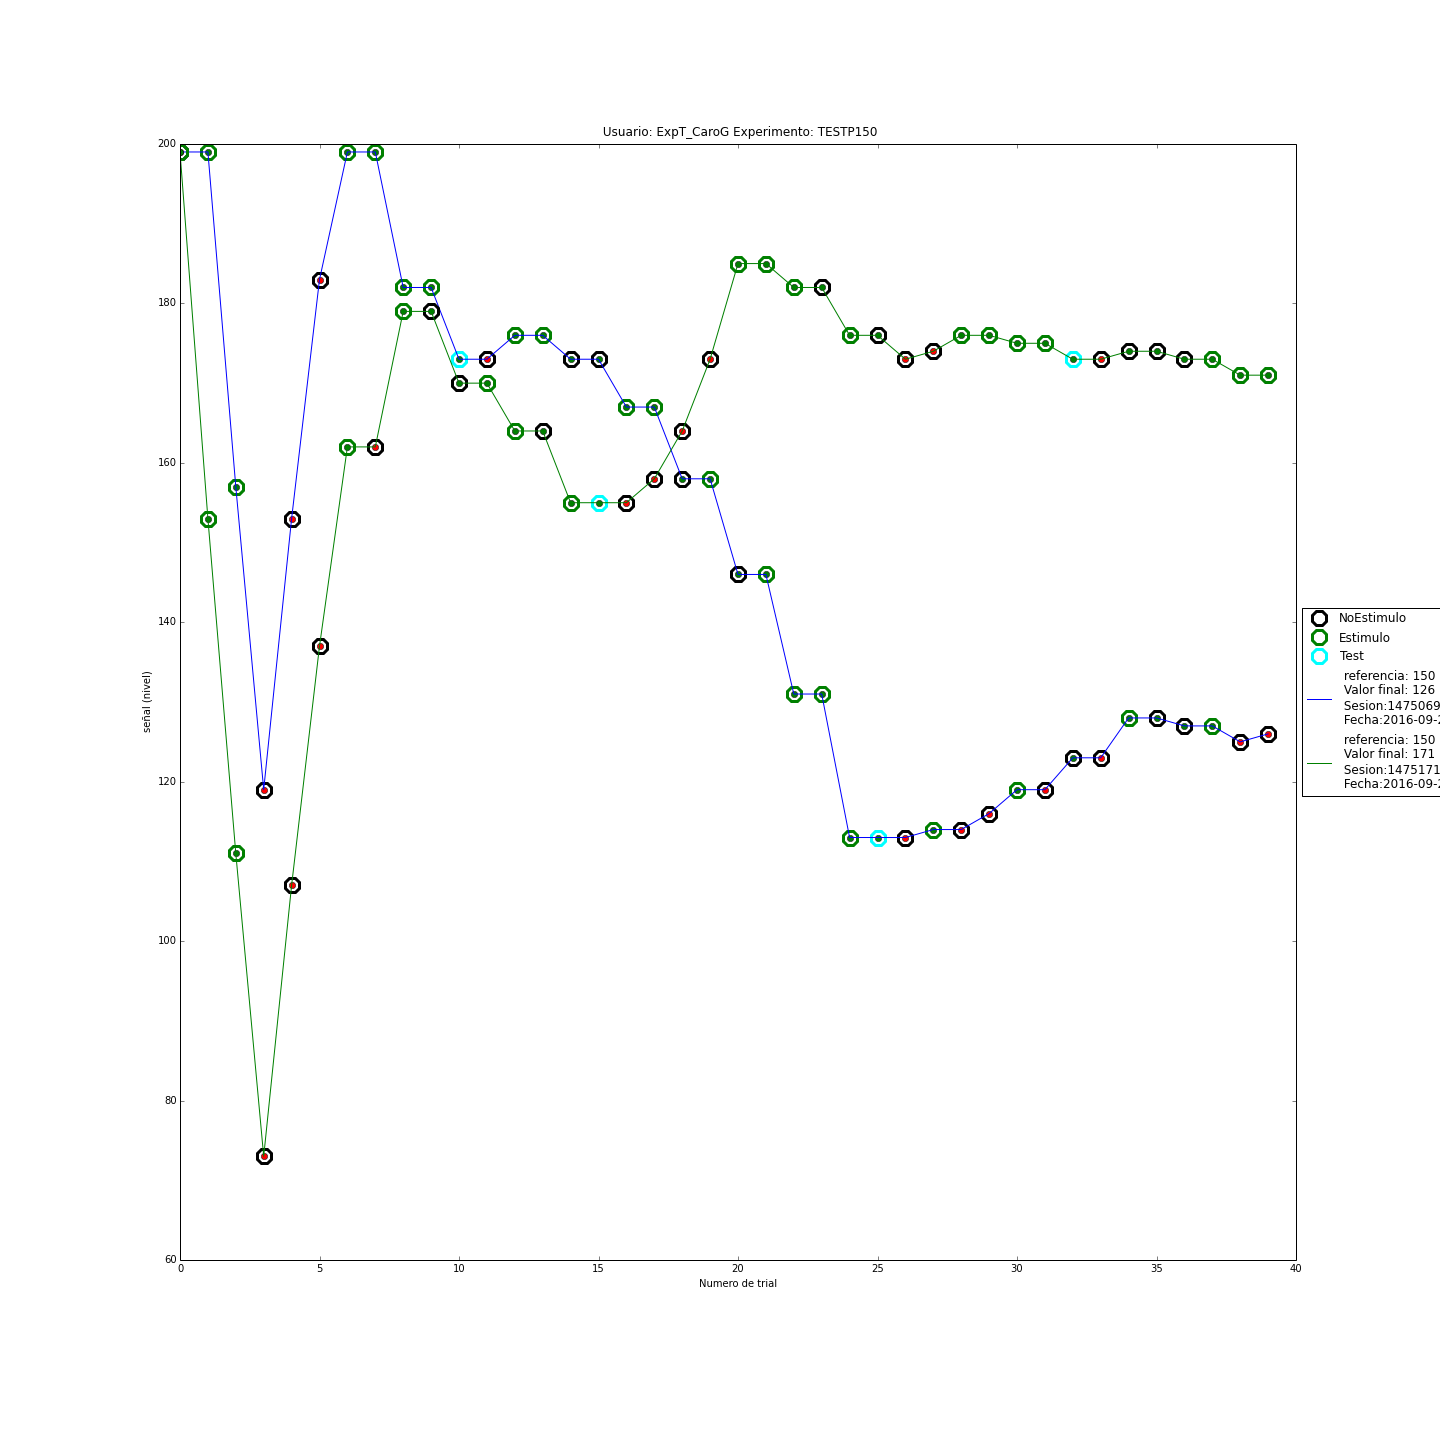 Usuario: ExpT_CaroG Experimento: TESTP150
200
180
160
140
120
100
80
60
señal (nivel)
0 5 10 15 20 25 30 35 40
Numero de trial
NoEstimulo
Estimulo
Test
referencia: 150
Valor final: 126
Sesion:1475069
Fecha:2016-09-2
referencia: 150
Valor final: 171
Sesion:1475171
Fecha:2016-09-2